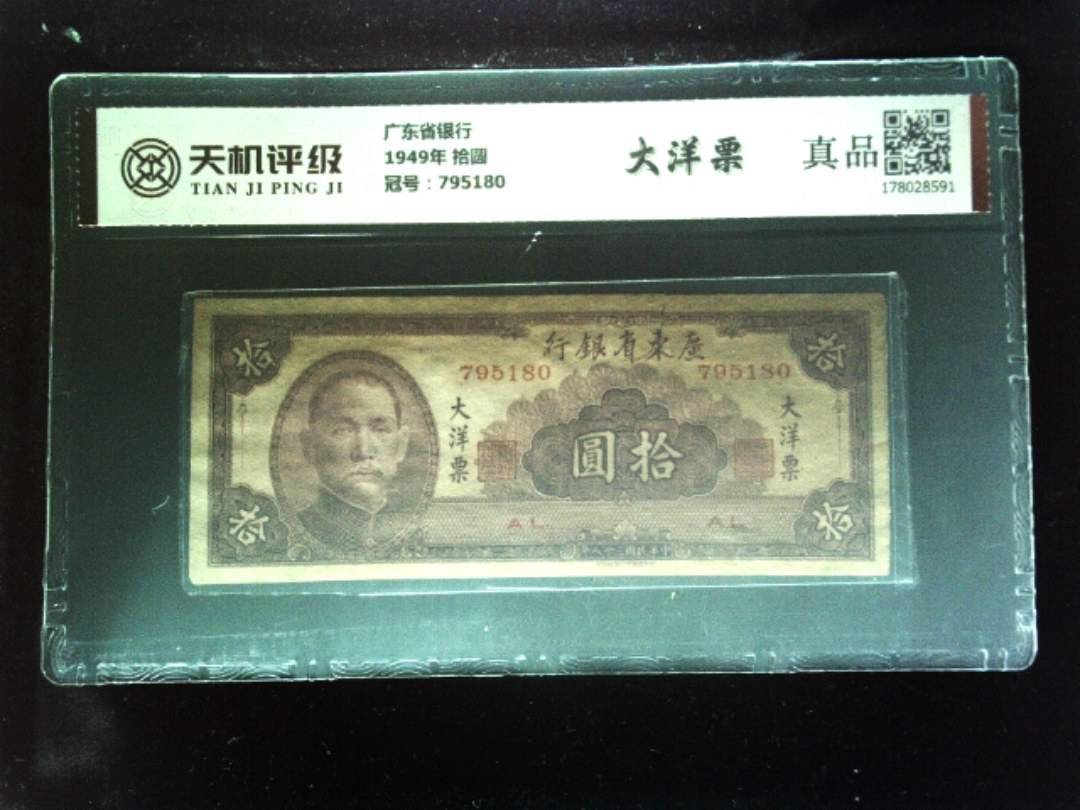 天机评级
TIAN JI PING JI
广东省银行
1949年 拾圓
冠号：795180
大洋票
真品
178028591
行銀省東廣
795180 795180
拾
拾
大洋票
圓拾
大洋票
AL AL
拾
拾